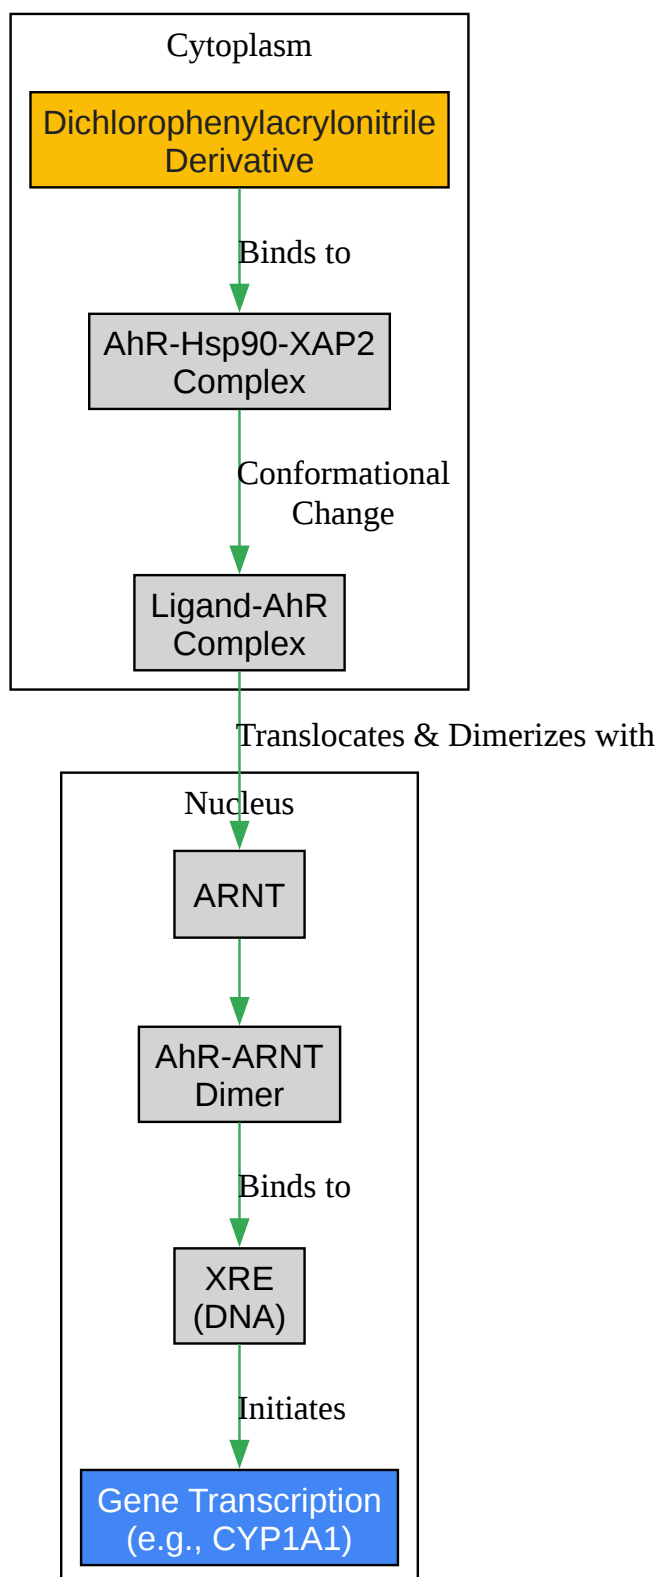 Cytoplasm
Dichlorophenylacrylonitrile
Derivative
Binds to
AhR-Hsp90-XAP2
Complex
Conformational
Change
Ligand-AhR
Complex
Translocates & Dimerizes with
Nucleus
ARNT
AhR-ARNT
Dimer
Binds to
XRE
(DNA)
Initiates
Gene Transcription
(e.g., CYP1A1)